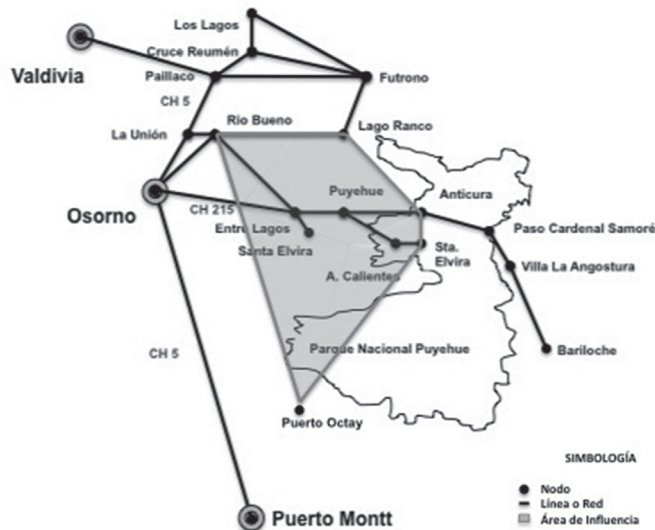 Los Lagos
Cruce Reumén
Valdivia
Paillaco
Futrono
CH 5
La Unión
Río Bueno
Lago Ranco
Puyehue
Anticura
Osorno
CH 215
Entre Lagos
Paso Cardenal Samoré
Santa Elvira
Sta.
Elvira
A. Calientes
Villa La Angostura
CH 5
Parque Nacional Puyehue
Bariloche
Puerto Octay
SIMBOLOGÍA
Nodo
Línea o Red
Área de Influencia
Puerto Montt